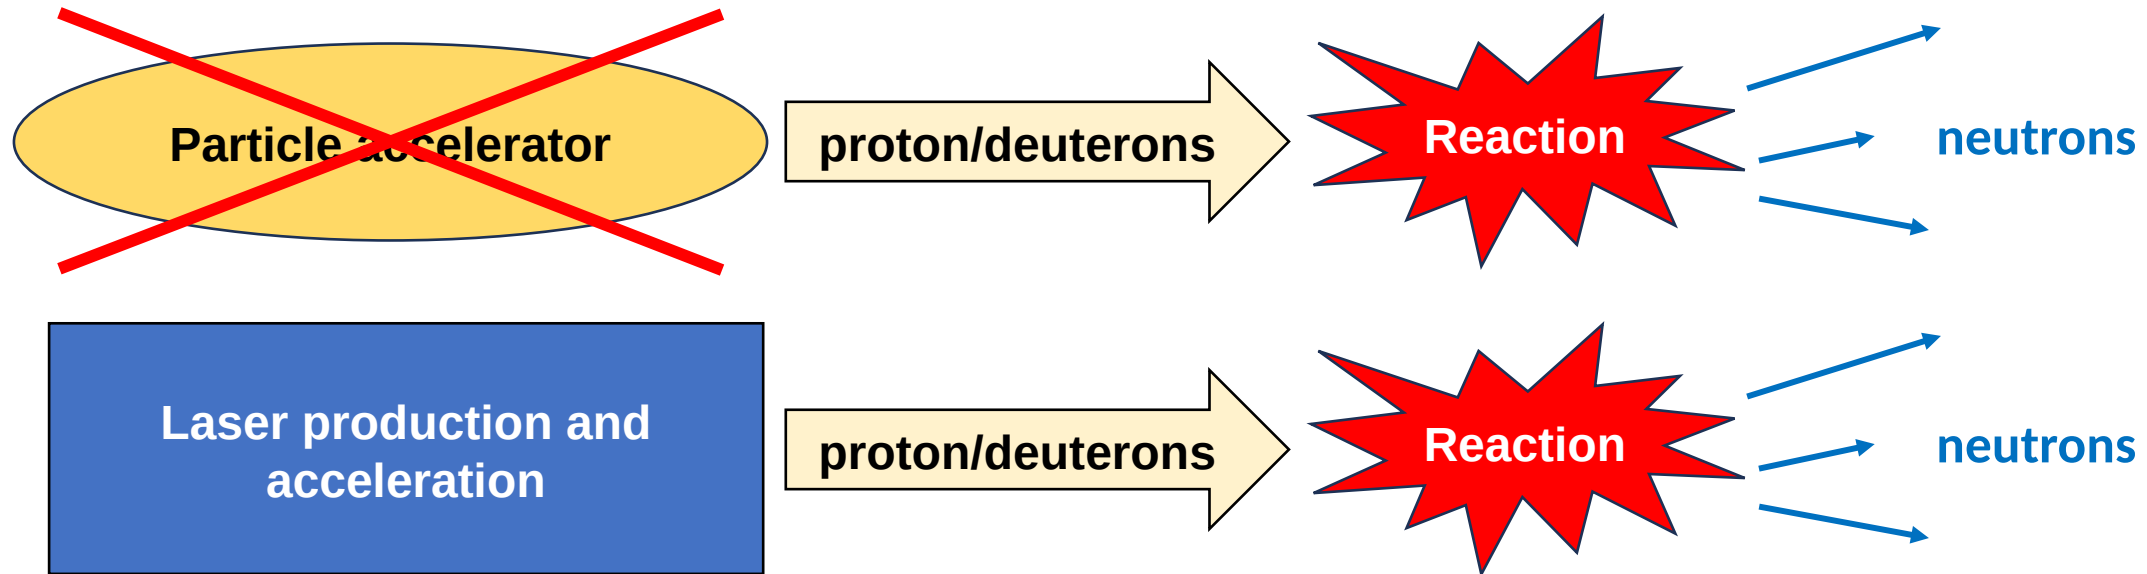 Particle accelerator
proton/deuterons
Reaction
neutrons
Laser production and
acceleration
proton/deuterons
Reaction
neutrons